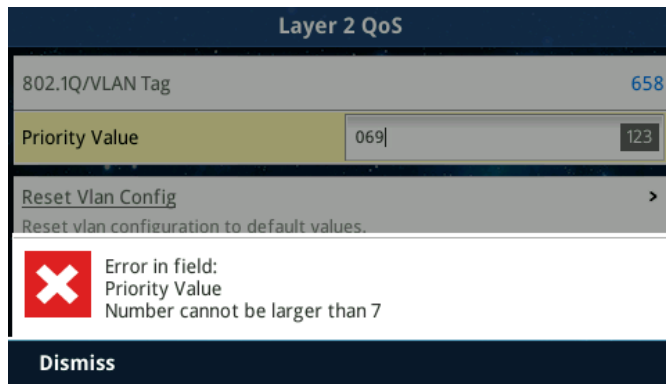 Layer 2 QoS
802.1Q/VLAN Tag 658
Priority Value 069 123
Reset Vlan Config >
Reset vlan configuration to default values.
Error in field:
Priority Value
Number cannot be larger than 7
Dismiss